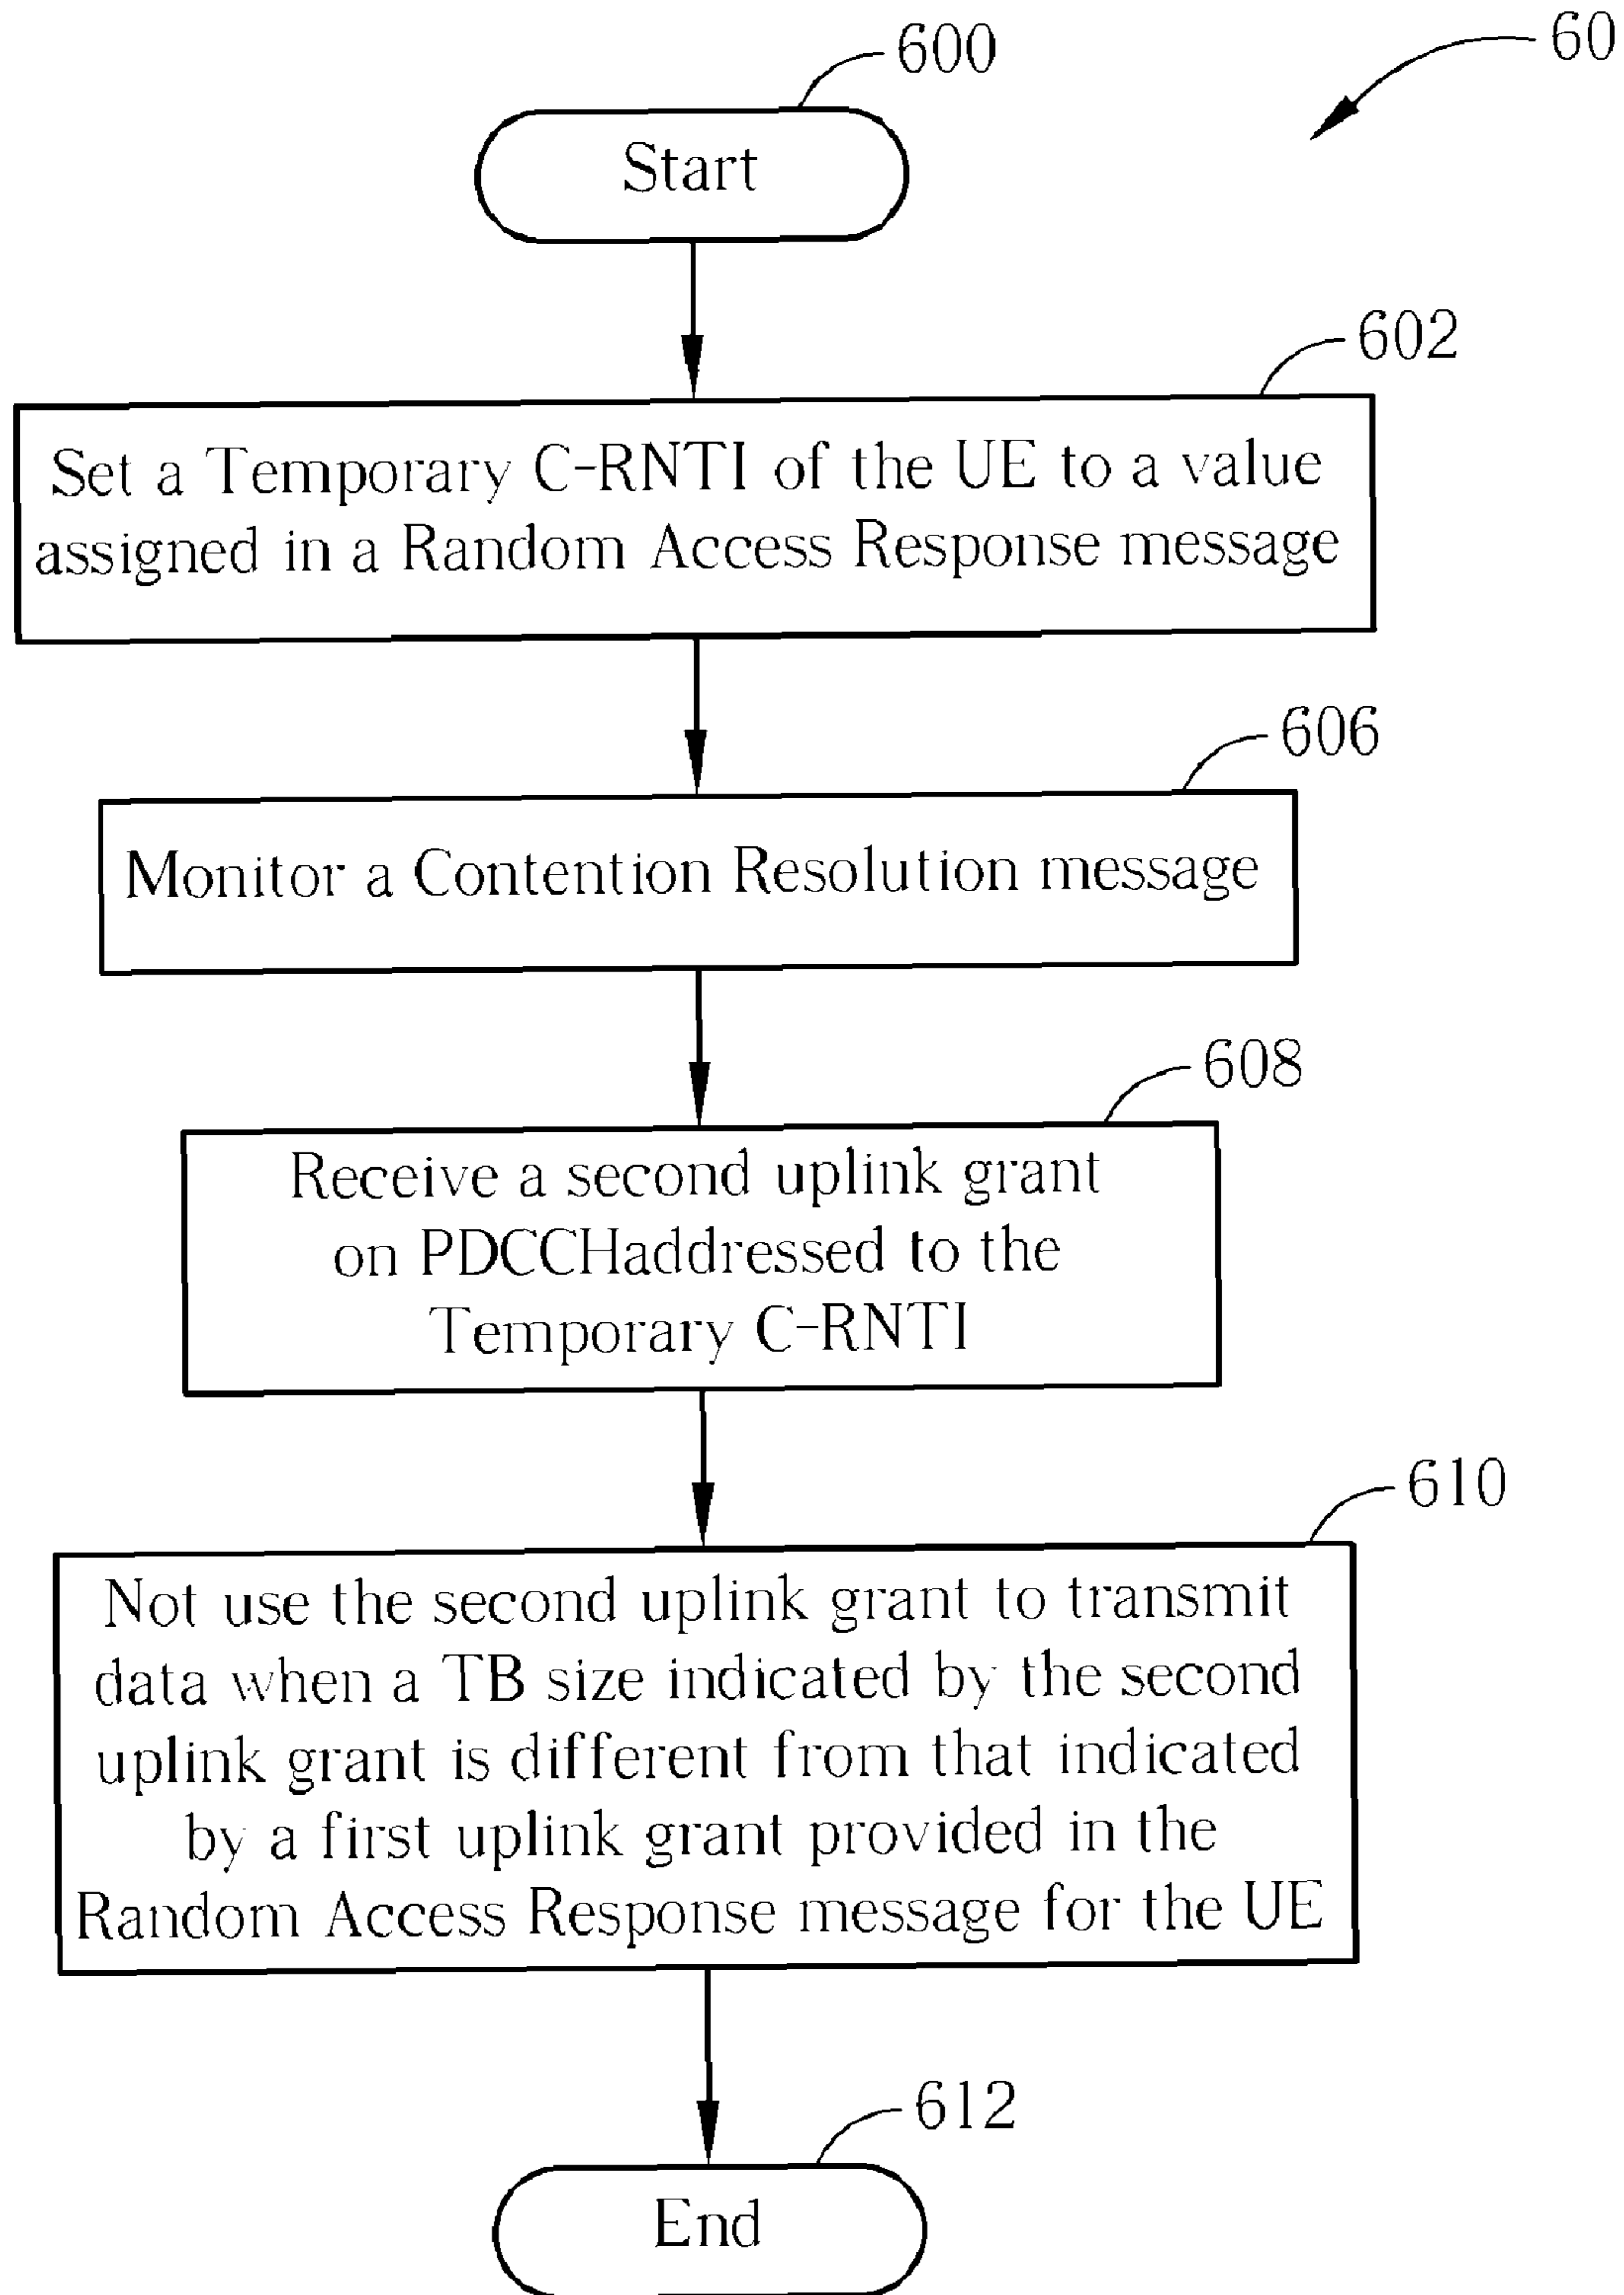 600
60
Start
602
Set a Temporary C-RNTI of the UE to a value
assigned in a Random Access Response message
606
Monitor a Contention Resolution message
608
Receive a second uplink grant
on PDCCHaddressed to the
Temporary C-RNTI
610
Not use the second uplink grant to transmit
data when a TB size indicated by the second
uplink grant is different from that indicated
by a first uplink grant provided in the
Random Access Response message for the UE
612
End